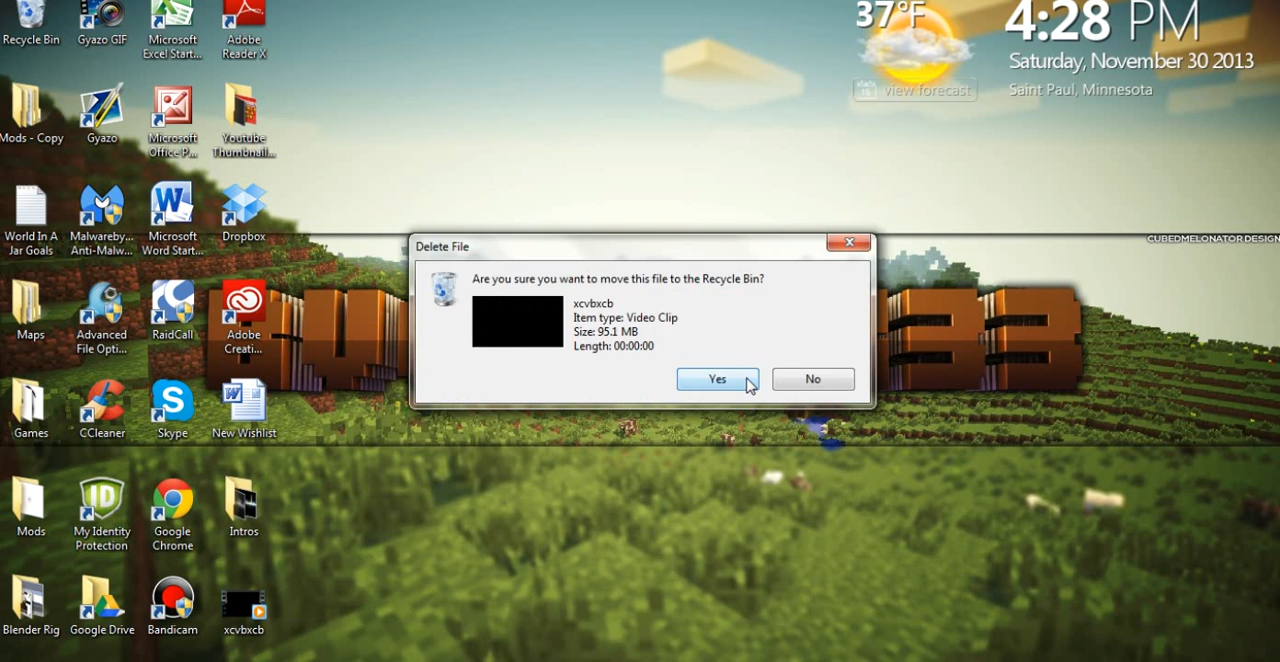 Recycle Bin
Gyazo GIF
Microsoft
Excel Start...
Adobe
Reader X
37°F
view forecast
4:28 PM
Saturday, November 30 2013
Saint Paul, Minnesota
Mods - Copy
Gyazo
Microsoft
Office P...
Youtube
Thumbnail...
World In A
Jar Goals
Malwareby...
Anti-Malw...
Microsoft
Word Start...
Dropbox
CUBEDMELONATOR DESIGN
Maps
Advanced
File Opti...
RaidCall
Adobe
Creati...
Delete File
Are you sure you want to move this file to the Recycle Bin?
xcvbxcb
Item type: Video Clip
Size: 95.1 MB
Length: 00:00:00
Yes
No
33
Games
CCleaner
Skype
New Wishlist
Mods
ID
My Identity
Protection
Google
Chrome
Intros
Blender Rig
Google Drive
Bandicam
xcvbxcb